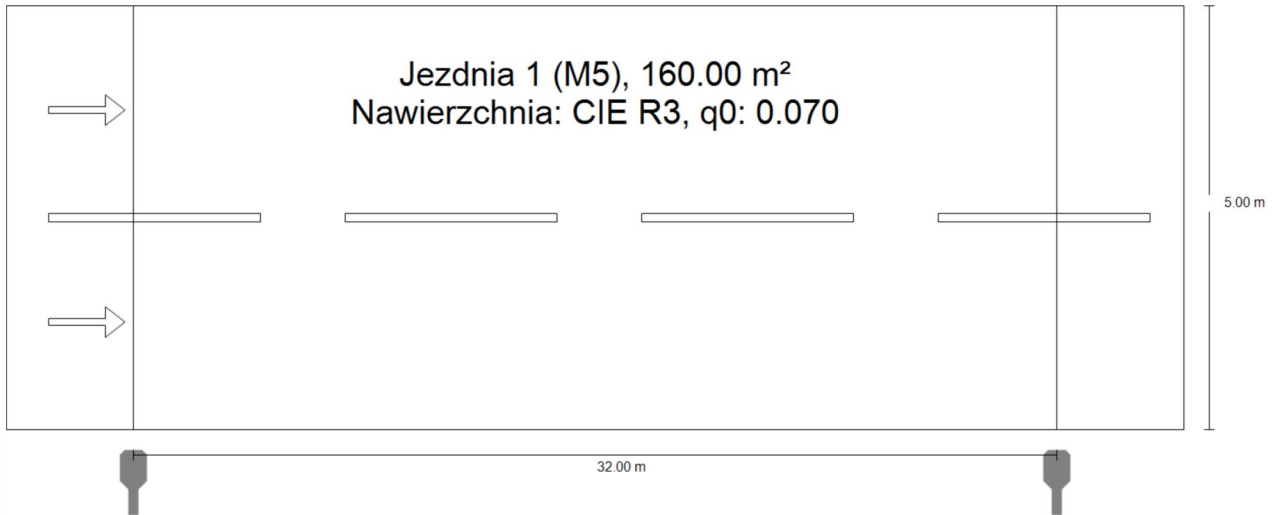 Jezdnia 1 (M5), 160.00 m²
Nawierzchnia: CIE R3, q0: 0.070
5.00 m
32.00 m